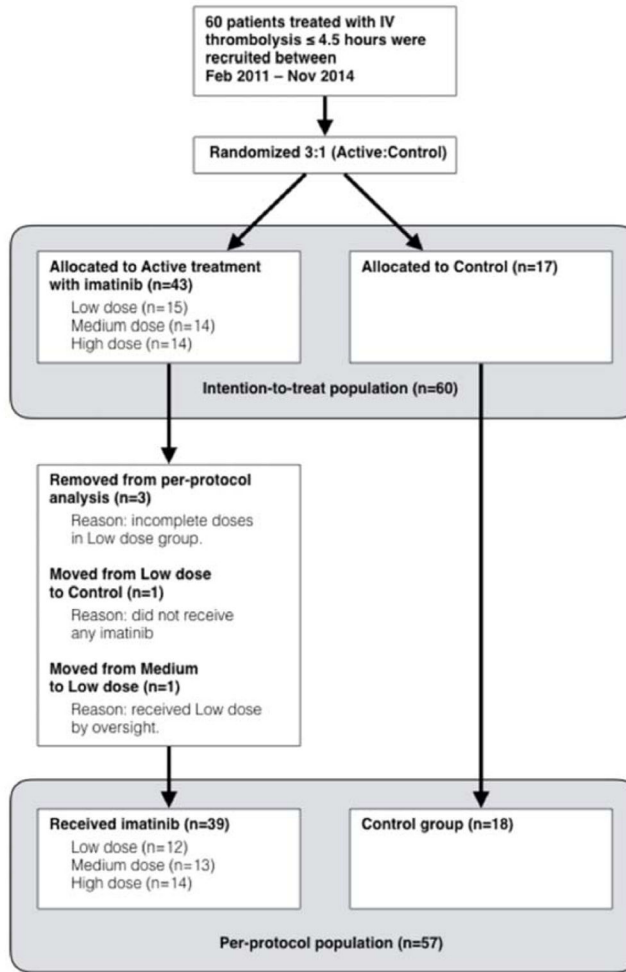 60 patients treated with IV
thrombolysis ≤ 4.5 hours were
recruited between
Feb 2011 – Nov 2014
Randomized 3:1 (Active:Control)
Allocated to Active treatment
with imatinib (n=43)
Low dose (n=15)
Medium dose (n=14)
High dose (n=14)
Allocated to Control (n=17)
Intention-to-treat population (n=60)
Removed from per-protocol
analysis (n=3)
Reason: incomplete doses
in Low dose group.
Moved from Low dose
to Control (n=1)
Reason: did not receive
any imatinib
Moved from Medium
to Low dose (n=1)
Reason: received Low dose
by oversight.
Received imatinib (n=39)
Low dose (n=12)
Medium dose (n=13)
High dose (n=14)
Control group (n=18)
Per-protocol population (n=57)